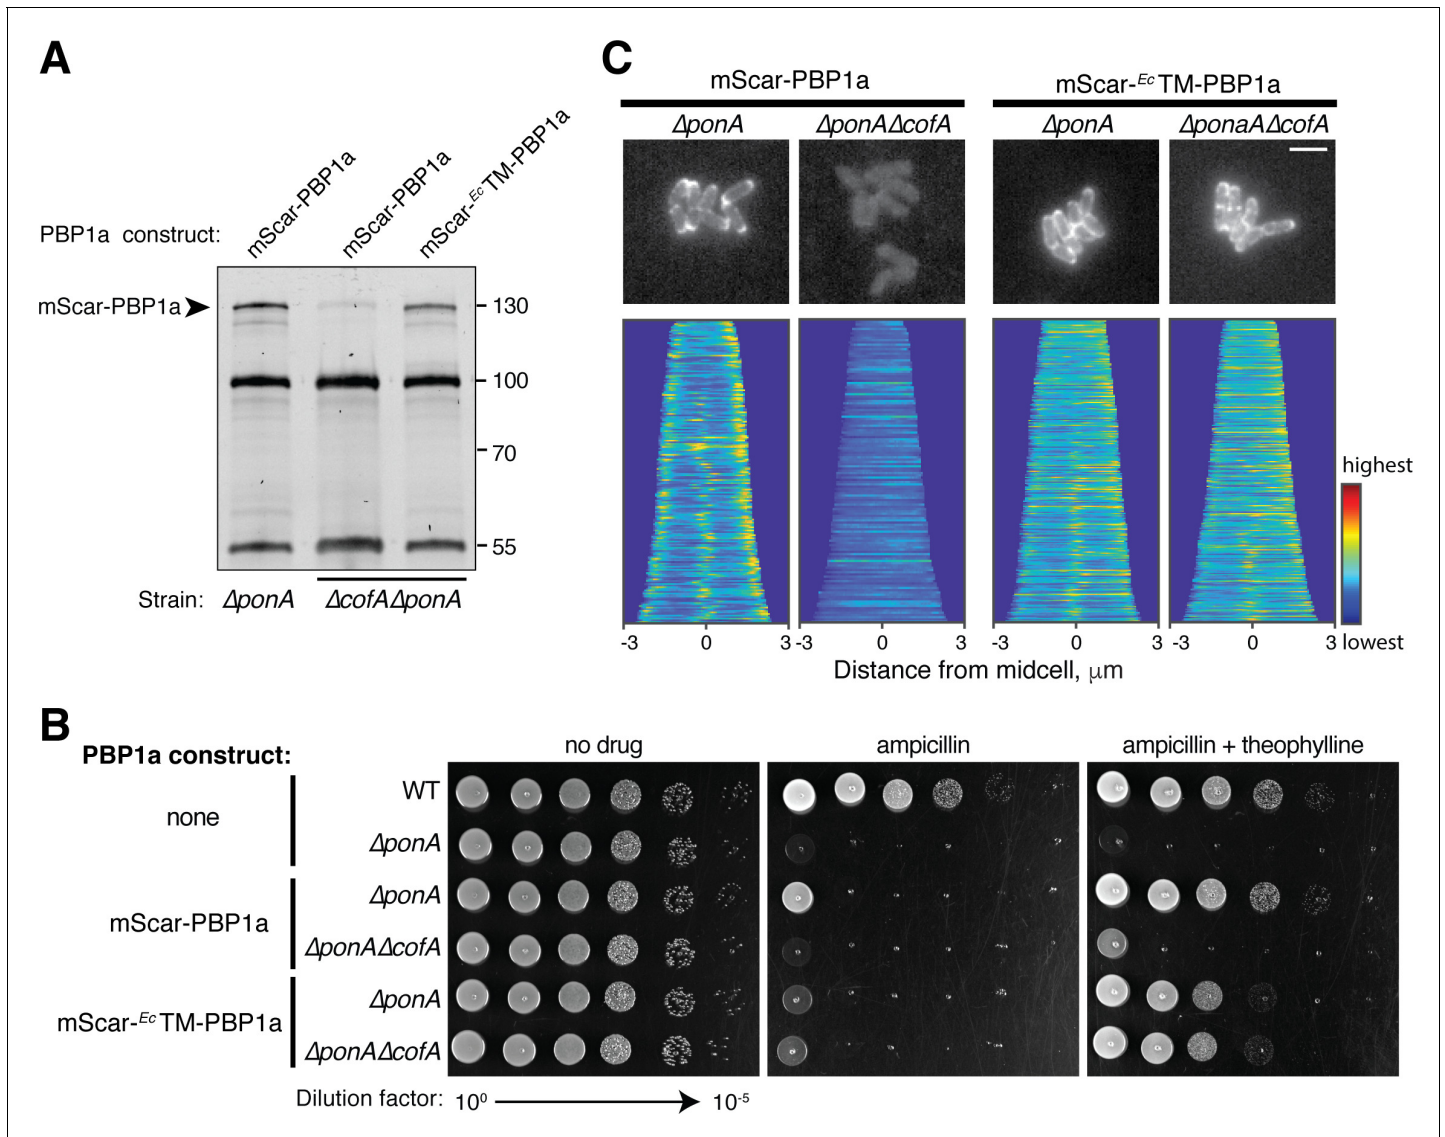 A
PBP1a construct:
mScar-PBP1a
mScar-PBP1a
mScar-EcTM-PBP1a
mScar-PBP1a
130
100
70
55
Strain: ΔponA ΔcofAΔponA
C
mScar-PBP1a mScar-EcTM-PBP1a
ΔponA ΔponAΔcofA ΔponA ΔponaAΔcofA
highest
lowest
-3 0 3 -3 0 3 -3 0 3 -3 0 3
Distance from midcell, μm
B
PBP1a construct:
no drug ampicillin ampicillin + theophylline
none
WT
ΔponA
mScar-PBP1a
ΔponA
ΔponAΔcofA
mScar-EcTM-PBP1a
ΔponA
ΔponAΔcofA
Dilution factor: 10⁰ 10⁻⁵